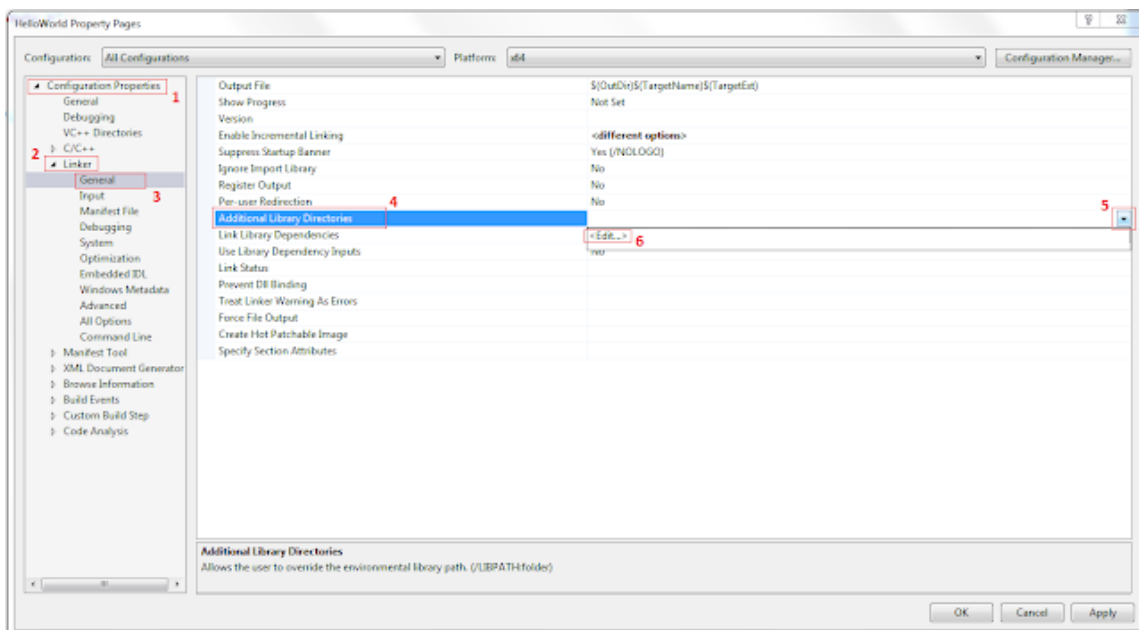 HelloWorld Property Pages
Configuration: All Configurations Platform: x64 Configuration Manager...
Configuration Properties 1
General
Debugging
VC++ Directories
C/C++
2 Linker
General
Input 3
Manifest File
Debugging
System
Optimization
Embedded IDL
Windows Metadata
Advanced
All Options
Command Line
Manifest Tool
XML Document Generator
Browse Information
Build Events
Custom Build Step
Code Analysis
Output File $(OutDir)$(TargetName)$(TargetExt)
Show Progress Not Set
Version
Enable Incremental Linking <different options>
Suppress Startup Banner Yes (/NOLOGO)
Ignore Import Library No
Register Output No
Per-user Redirection No
4
5
Additional Library Directories
Link Library Dependencies <Edit...> 6
Use Library Dependency Inputs No
Link Status
Prevent Dll Binding
Treat Linker Warning As Errors
Force File Output
Create Hot Patchable Image
Specify Section Attributes
Additional Library Directories
Allows the user to override the environmental library path. (/LIBPATH:folder)
OK Cancel Apply